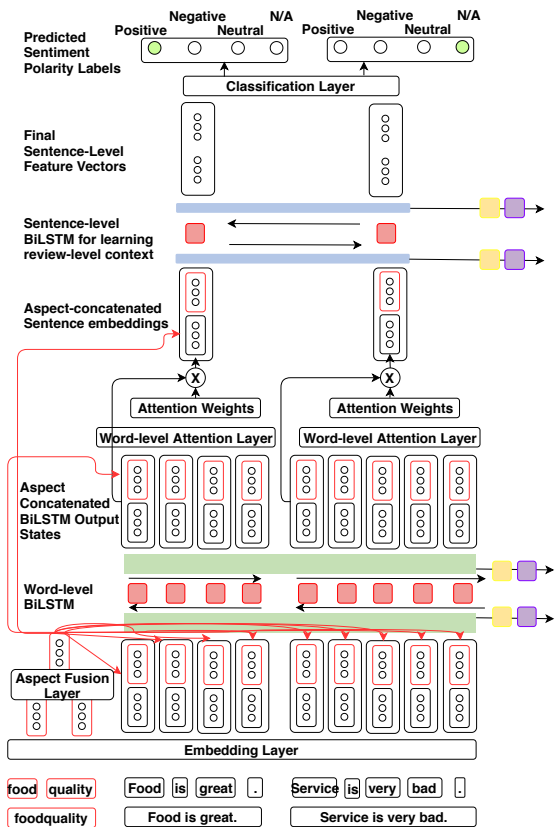 Predicted
Sentiment
Polarity Labels
Positive
Negative
Neutral
N/A
Positive
Negative
Neutral
N/A
Classification Layer
Final
Sentence-Level
Feature Vectors
Sentence-level
BiLSTM for learning
review-level context
Aspect-concatenated
Sentence embeddings
X
X
Attention Weights
Attention Weights
Word-level Attention Layer
Word-level Attention Layer
Aspect
Concatenated
BiLSTM Output
States
Word-level
BiLSTM
Aspect Fusion
Layer
Embedding Layer
food quality
Food is great .
Service is very bad .
foodquality
Food is great.
Service is very bad.